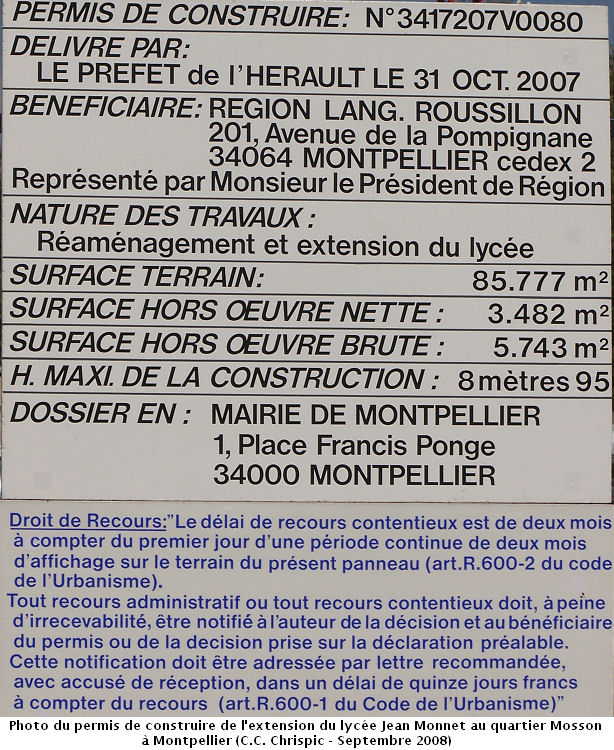 PERMIS DE CONSTRUIRE: N°3417207V0080
DELIVRE PAR:
LE PREFET de l'HERAULT LE 31 OCT. 2007
BENEFICIAIRE: REGION LANG. ROUSSILLON
201, Avenue de la Pompignane
34064 MONTPELLIER cedex 2
Représenté par Monsieur le Président de Région
NATURE DES TRAVAUX :
Réaménagement et extension du lycée
SURFACE TERRAIN: 85.777 m²
SURFACE HORS ŒUVRE NETTE : 3.482 m²
SURFACE HORS ŒUVRE BRUTE : 5.743 m²
H. MAXI. DE LA CONSTRUCTION : 8 mètres 95
DOSSIER EN : MAIRIE DE MONTPELLIER
1, Place Francis Ponge
34000 MONTPELLIER
Droit de Recours:"Le délai de recours contentieux est de deux mois
à compter du premier jour d'une période continue de deux mois
d'affichage sur le terrain du présent panneau (art.R.600-2 du code
de l'Urbanisme).
Tout recours administratif ou tout recours contentieux doit, à peine
d'irrecevabilité, être notifié à l'auteur de la décision et au bénéficiaire
du permis ou de la decision prise sur la déclaration préalable.
Cette notification doit être adressée par lettre recommandée,
avec accusé de réception, dans un délai de quinze jours francs
à compter du recours (art.R.600-1 du Code de l'Urbanisme)"
Photo du permis de construire de l'extension du lycée Jean Monnet au quartier Mosson
à Montpellier (C.C. Chrispic - Septembre 2008)